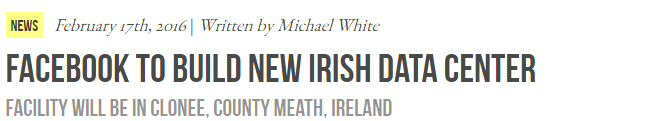 NEWS February 17th, 2016 | Written by Michael White
FACEBOOK TO BUILD NEW IRISH DATA CENTER
FACILITY WILL BE IN CLONEE, COUNTY MEATH, IRELAND